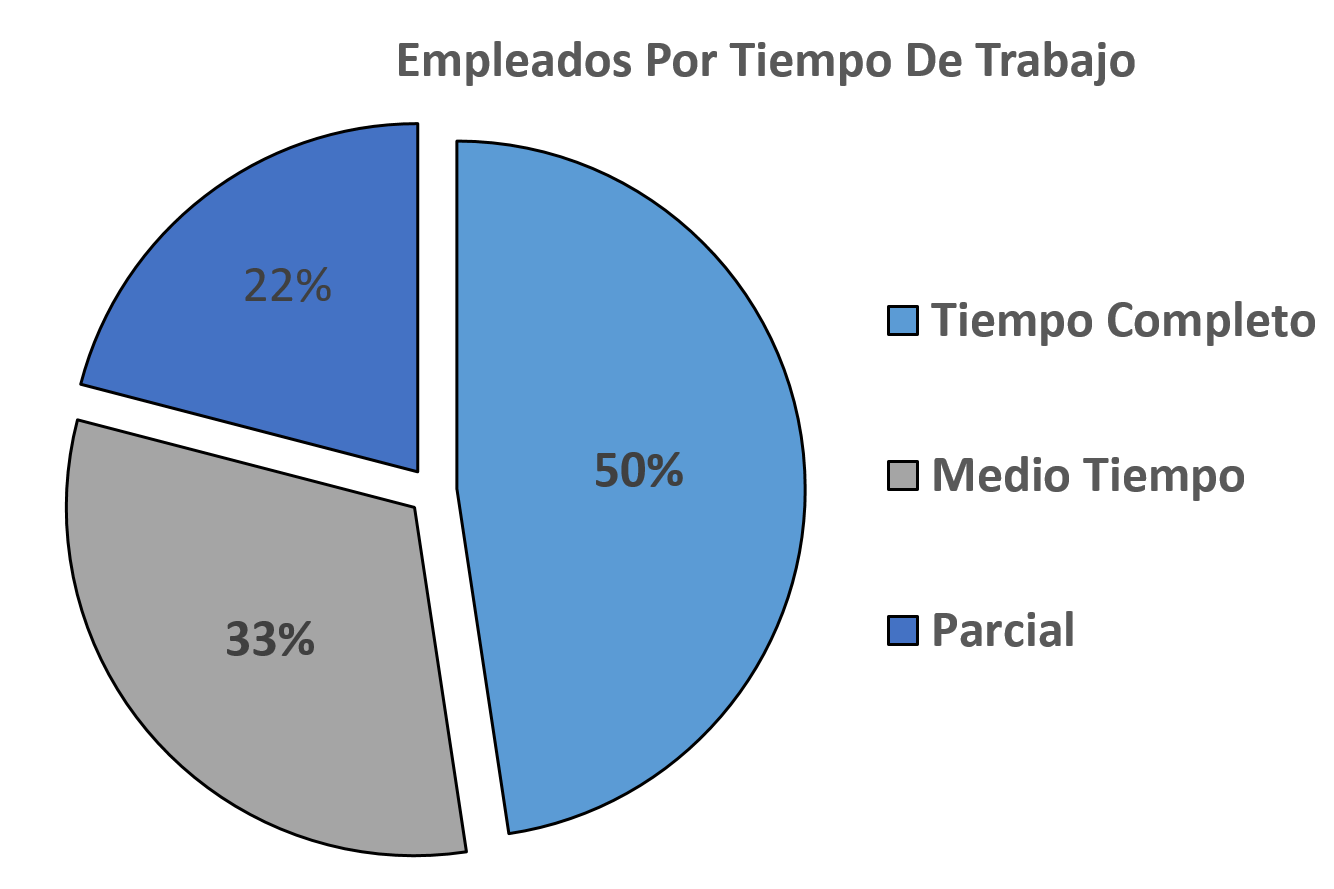 Empleados Por Tiempo De Trabajo
22%
50%
33%
Tiempo Completo
Medio Tiempo
Parcial